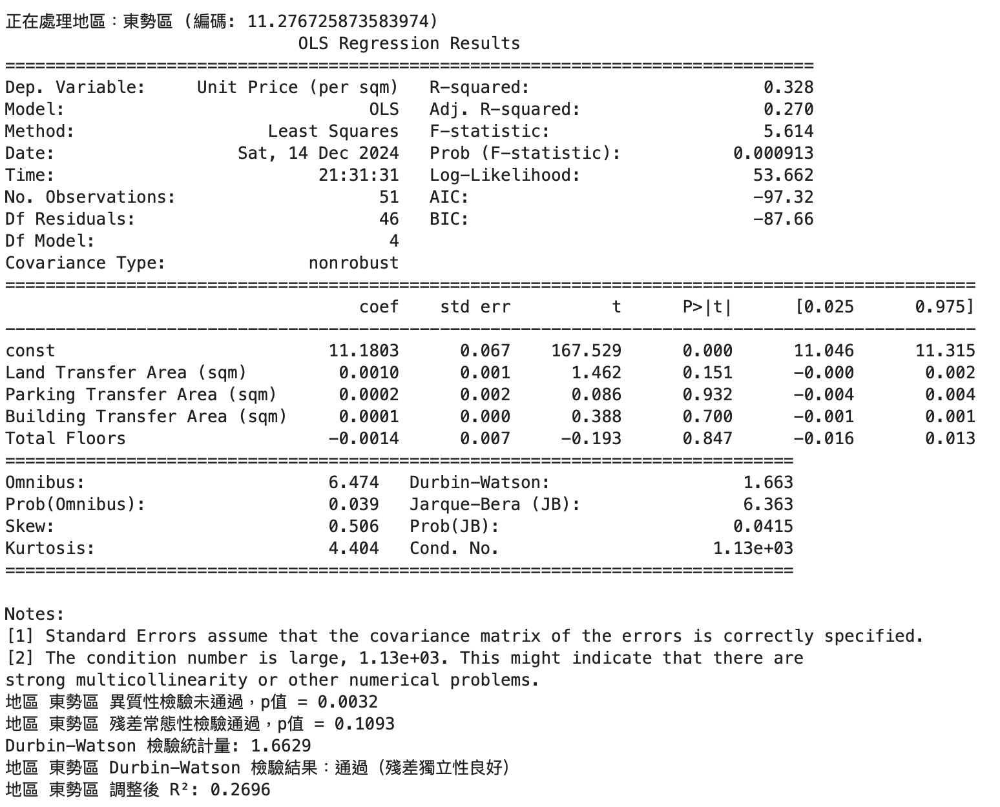 正在處理地區：東勢區 (編碼: 11.276725873583974)
OLS Regression Results
==============================================================================
Dep. Variable: Unit Price (per sqm) R-squared: 0.328
Model: OLS Adj. R-squared: 0.270
Method: Least Squares F-statistic: 5.614
Date: Sat, 14 Dec 2024 Prob (F-statistic): 0.000913
Time: 21:31:31 Log-Likelihood: 53.662
No. Observations: 51 AIC: -97.32
Df Residuals: 46 BIC: -87.66
Df Model: 4
Covariance Type: nonrobust
================================================================================================
coef std err t P>|t| [0.025 0.975]
------------------------------------------------------------------------------------------------
const 11.1803 0.067 167.529 0.000 11.046 11.315
Land Transfer Area (sqm) 0.0010 0.001 1.462 0.151 -0.000 0.002
Parking Transfer Area (sqm) 0.0002 0.002 0.086 0.932 -0.004 0.004
Building Transfer Area (sqm) 0.0001 0.000 0.388 0.700 -0.001 0.001
Total Floors -0.0014 0.007 -0.193 0.847 -0.016 0.013
==============================================================================
Omnibus: 6.474 Durbin-Watson: 1.663
Prob(Omnibus): 0.039 Jarque-Bera (JB): 6.363
Skew: 0.506 Prob(JB): 0.0415
Kurtosis: 4.404 Cond. No. 1.13e+03
==============================================================================
Notes:
[1] Standard Errors assume that the covariance matrix of the errors is correctly specified.
[2] The condition number is large, 1.13e+03. This might indicate that there are
strong multicollinearity or other numerical problems.
地區 東勢區 異質性檢驗未通過，p值 = 0.0032
地區 東勢區 殘差常態性檢驗通過，p值 = 0.1093
Durbin-Watson 檢驗統計量: 1.6629
地區 東勢區 Durbin-Watson 檢驗結果：通過（殘差獨立性良好）
地區 東勢區 調整後 R²: 0.2696